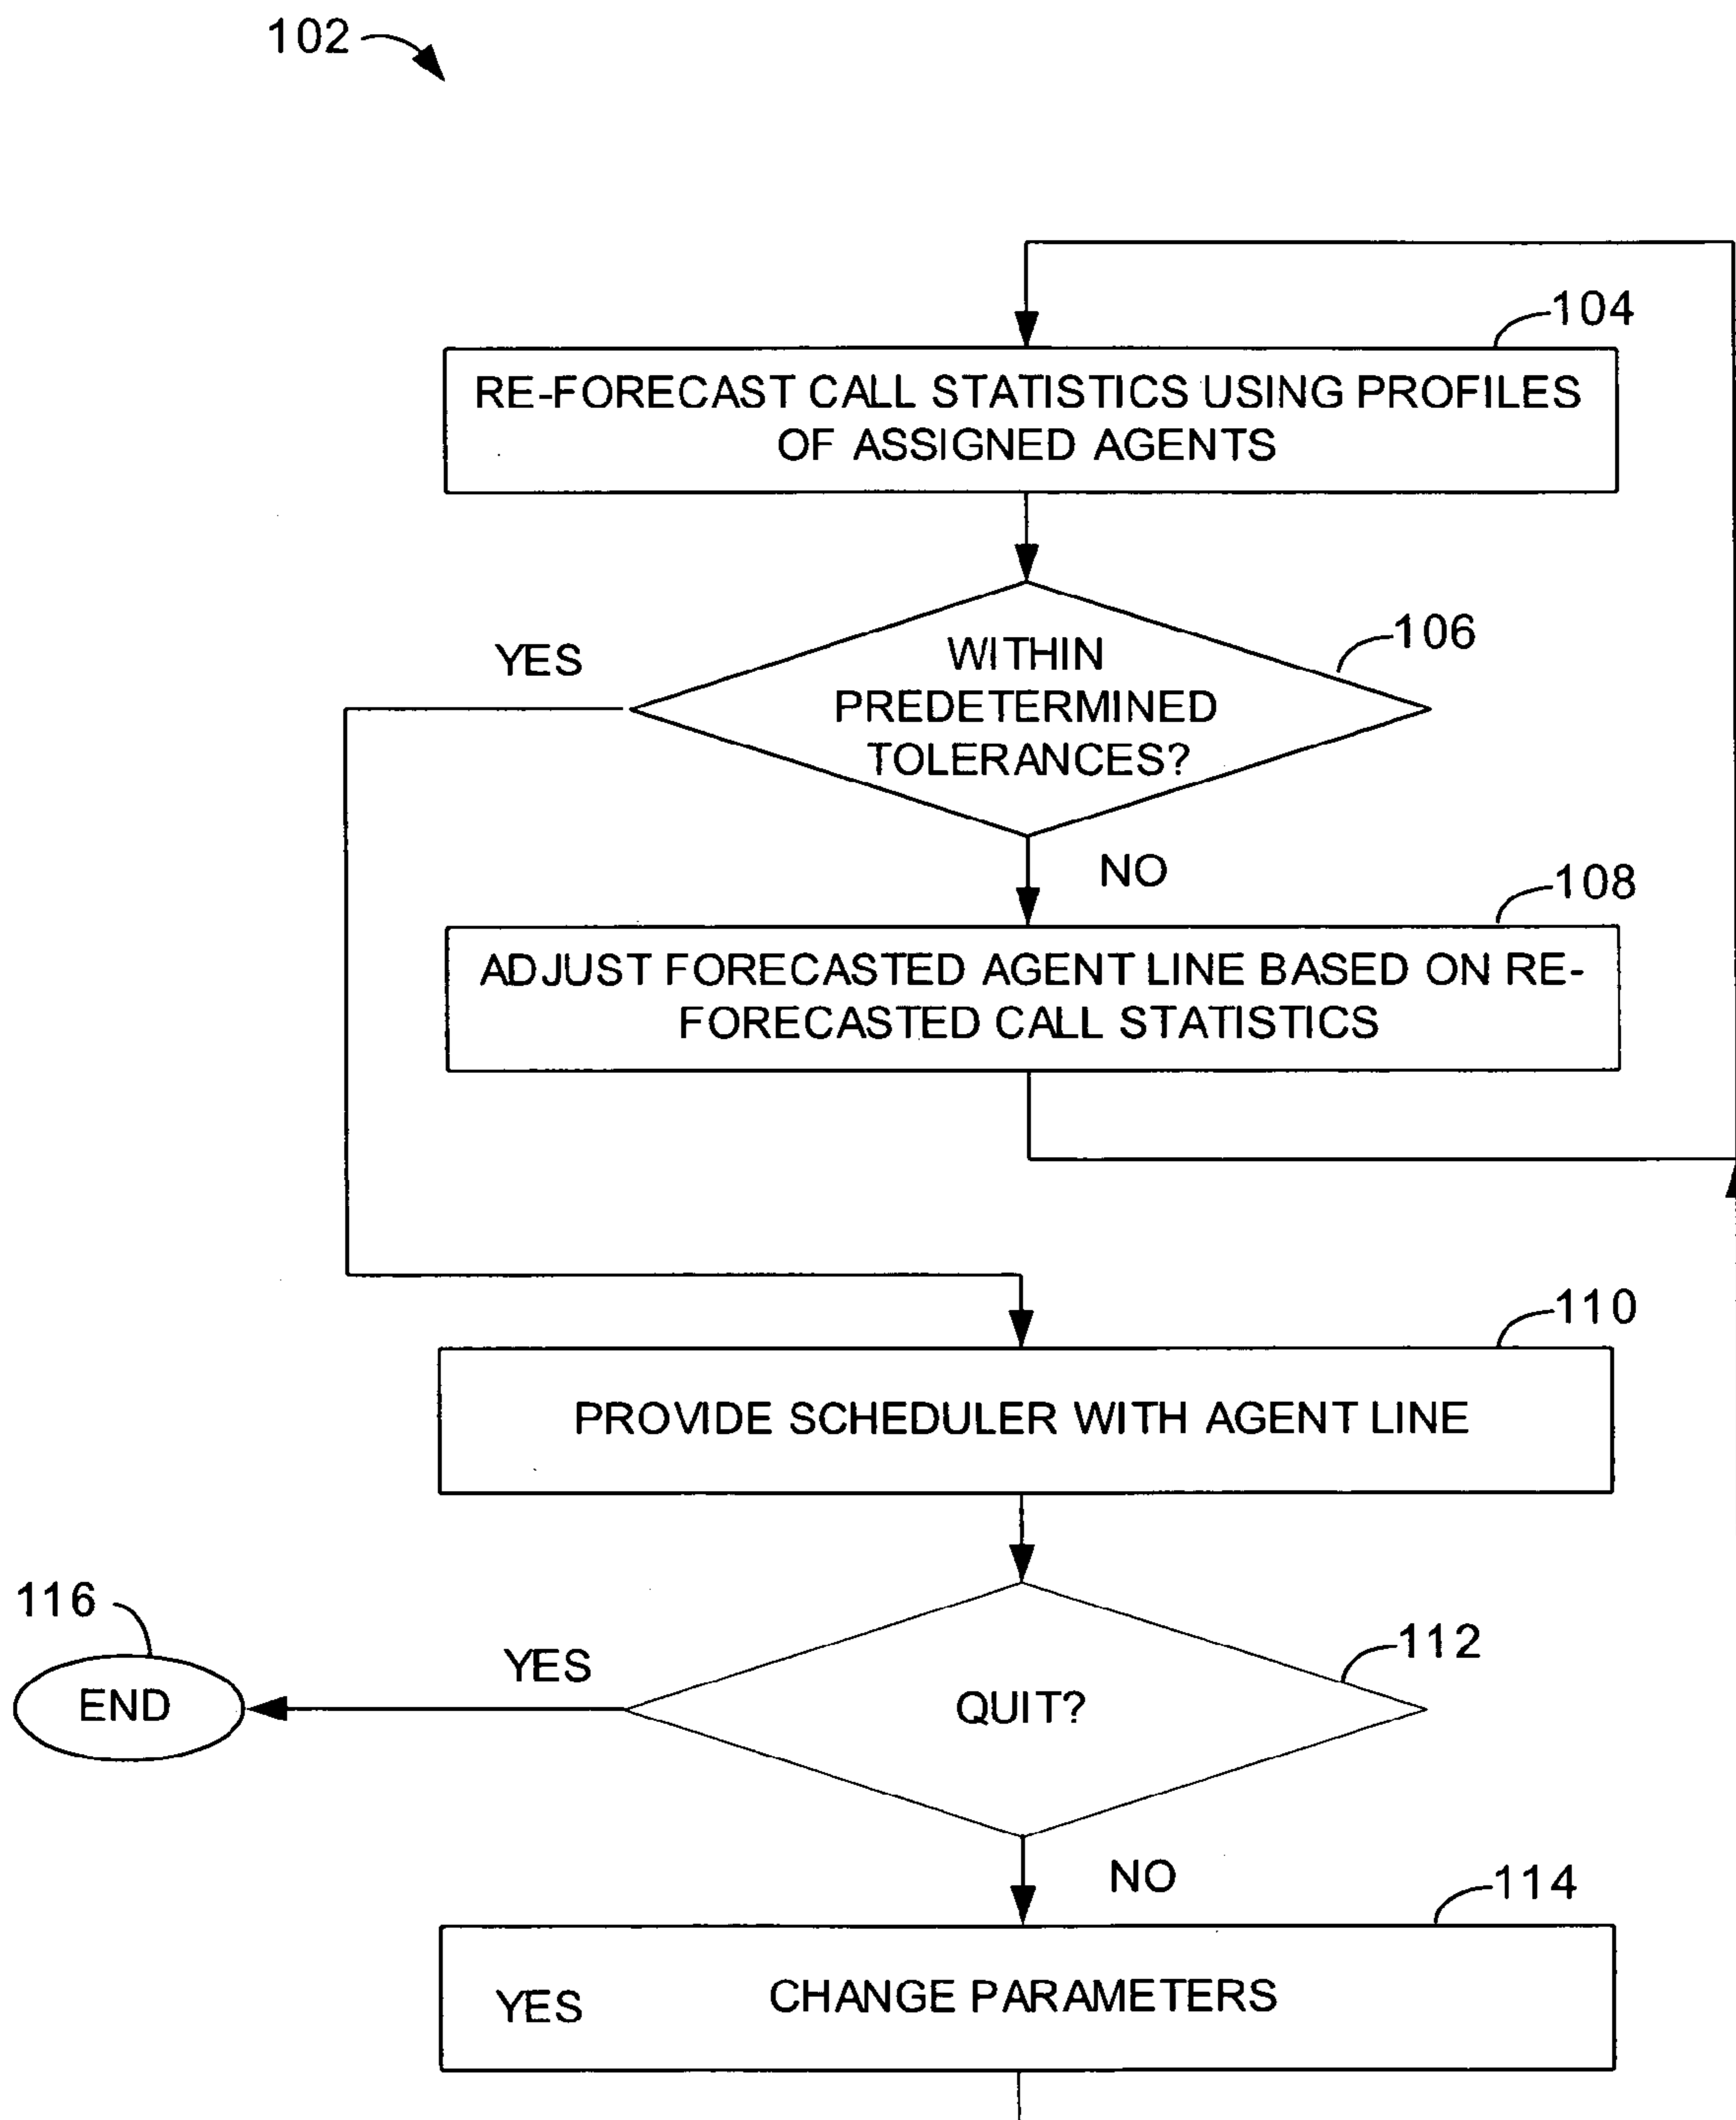 102
104
RE-FORECAST CALL STATISTICS USING PROFILES
OF ASSIGNED AGENTS
106
YES
WITHIN
PREDETERMINED
TOLERANCES?
NO
108
ADJUST FORECASTED AGENT LINE BASED ON RE-
FORECASTED CALL STATISTICS
110
PROVIDE SCHEDULER WITH AGENT LINE
116
112
YES
END
QUIT?
NO
114
YES
CHANGE PARAMETERS